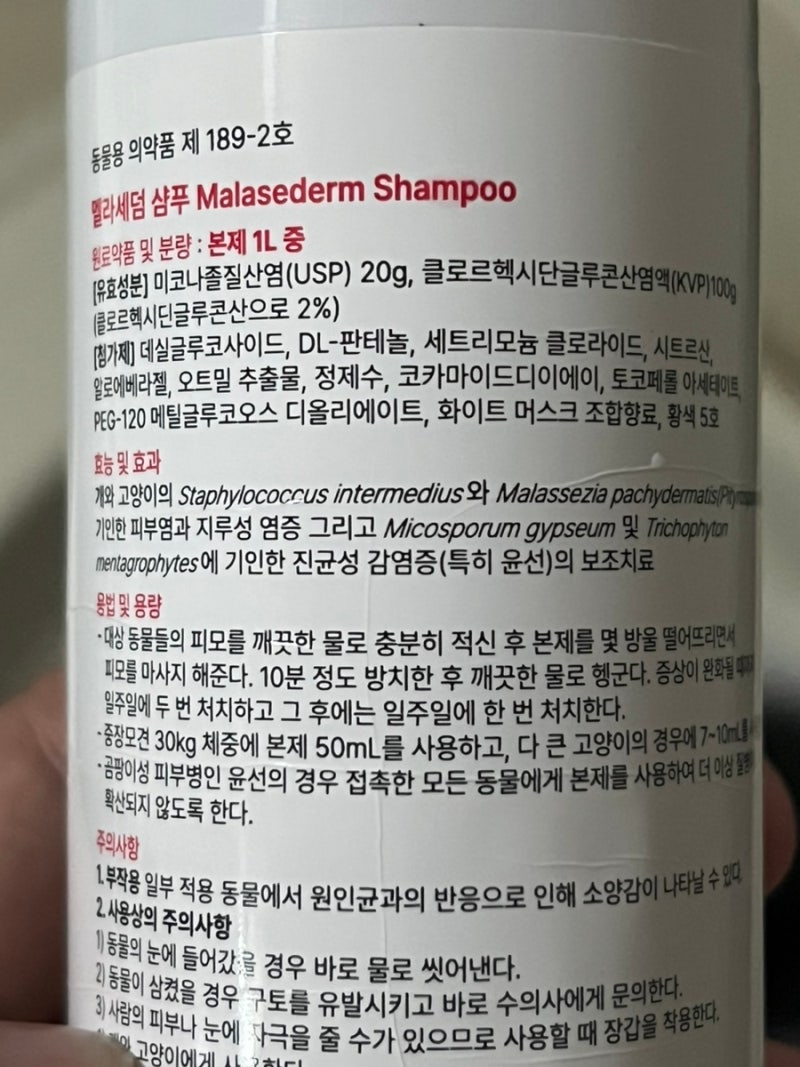 동물용 의약품 제 189-2호
멜라세덤 샴푸 Malasederm Shampoo
원료약품 및 분량 : 본제 1L 중
[유효성분] 미코나졸질산염(USP) 20g, 클로르헥시단글루콘산염액(KVP)100g
(클로르헥시딘글루콘산으로 2%)
[첨가제] 데실글루코사이드, DL-판테놀, 세트리모늄 클로라이드, 시트르산,
알로에베라젤, 오트밀 추출물, 정제수, 코카마이드디이에이, 토코페롤 아세테이트,
PEG-120 메틸글루코오스 디올리에이트, 화이트 머스크 조합향료, 황색 5호
효능 및 효과
개와 고양이의 Staphylococcus intermedius와 Malassezia pachydermatis
기인한 피부염과 지루성 염증 그리고 Micosporum gypseum 및 Trichophyton
mentagrophytes에 기인한 진균성 감염증(특히 윤선)의 보조치료
용법 및 용량
·대상 동물들의 피모를 깨끗한 물로 충분히 적신 후 본제를 몇 방울 떨어뜨리면서
피모를 마사지 해준다. 10분 정도 방치한 후 깨끗한 물로 헹군다. 증상이 완화될
일주일에 두 번 처치하고 그 후에는 일주일에 한 번 처치한다.
·중장모견 30kg 체중에 본제 50mL를 사용하고, 다 큰 고양이의 경우에 7~10mL를
·곰팡이성 피부병인 윤선의 경우 접촉한 모든 동물에게 본제를 사용하여 더 이상
확산되지 않도록 한다.
주의사항
1. 부작용 일부 적용 동물에서 원인균과의 반응으로 인해 소양감이 나타날 수 있다.
2. 사용상의 주의사항
1) 동물의 눈에 들어갔을 경우 바로 물로 씻어낸다.
2) 동물이 삼켰을 경우 구토를 유발시키고 바로 수의사에게 문의한다.
3) 사람의 피부나 눈에 자극을 줄 수가 있으므로 사용할 때 장갑을 착용한다.
고양이에게